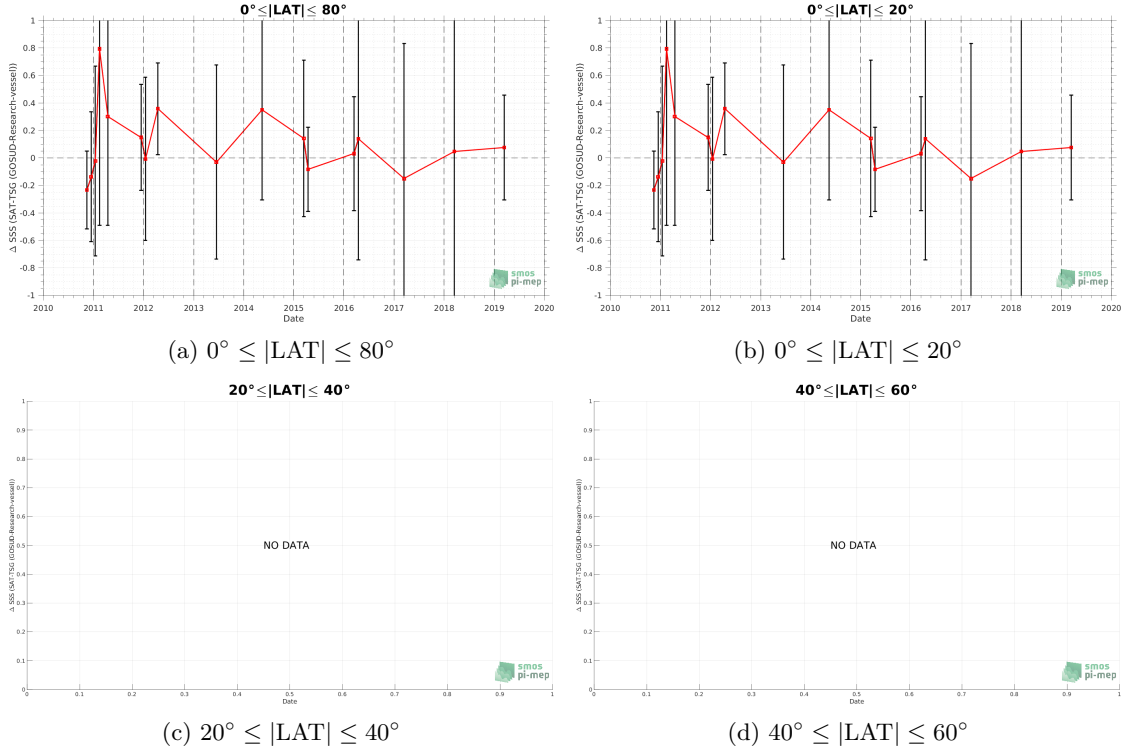 0°≤|LAT|≤ 80°
Δ SSS (SAT-TSG (GOSUD-Research-vessel))
1
0.8
0.6
0.4
0.2
0
-0.2
-0.4
-0.6
-0.8
-1
2010 2011 2012 2013 2014 2015 2016 2017 2018 2019 2020
Date
smos
pi-mep
(a) 0° ≤ |LAT| ≤ 80°
0°≤|LAT|≤ 20°
Δ SSS (SAT-TSG (GOSUD-Research-vessel))
1
0.8
0.6
0.4
0.2
0
-0.2
-0.4
-0.6
-0.8
-1
2010 2011 2012 2013 2014 2015 2016 2017 2018 2019 2020
Date
smos
pi-mep
(b) 0° ≤ |LAT| ≤ 20°
20°≤|LAT|≤ 40°
Δ SSS (SAT-TSG (GOSUD-Research-vessel))
1
0.9
0.8
0.7
0.6
0.5
0.4
0.3
0.2
0.1
0
NO DATA
0 0.1 0.2 0.3 0.4 0.5 0.6 0.7 0.8 0.9 1
Date
smos
pi-mep
(c) 20° ≤ |LAT| ≤ 40°
40°≤|LAT|≤ 60°
Δ SSS (SAT-TSG (GOSUD-Research-vessel))
1
0.9
0.8
0.7
0.6
0.5
0.4
0.3
0.2
0.1
0
NO DATA
0 0.1 0.2 0.3 0.4 0.5 0.6 0.7 0.8 0.9 1
Date
smos
pi-mep
(d) 40° ≤ |LAT| ≤ 60°